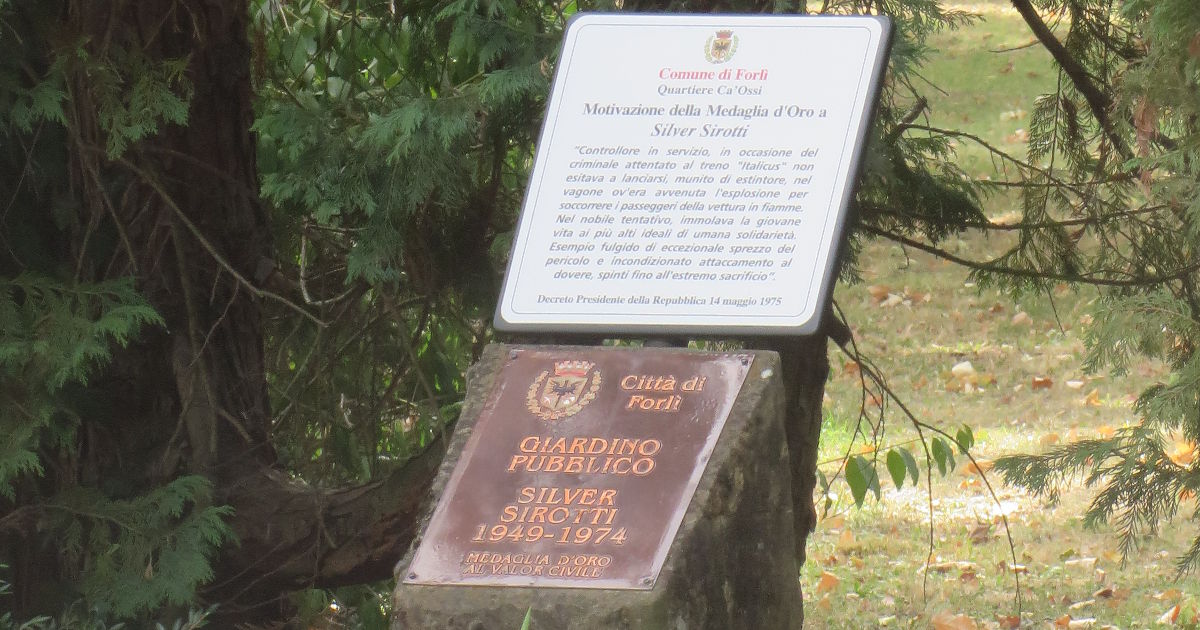 Comune di Forlì
Quartiere Ca'Ossi
Motivazione della Medaglia d'Oro a
Silver Sirotti
"Controllore in servizio, in occasione del
criminale attentato al treno "Italicus" non
esitava a lanciarsi, munito di estintore, nel
vagone ov'era avvenuta l'esplosione per
soccorrere i passeggeri della vettura in fiamme.
Nel nobile tentativo, immolava la giovane
vita ai più alti ideali di umana solidarietà.
Esempio fulgido di eccezionale sprezzo del
pericolo e incondizionato attaccamento al
dovere, spinti fino all'estremo sacrificio".
Decreto Presidente della Repubblica 14 maggio 1975
Città di
Forlì
GIARDINO
PUBBLICO
SILVER
SIROTTI
1949-1974
MEDAGLIA D'ORO
AL VALOR CIVILE